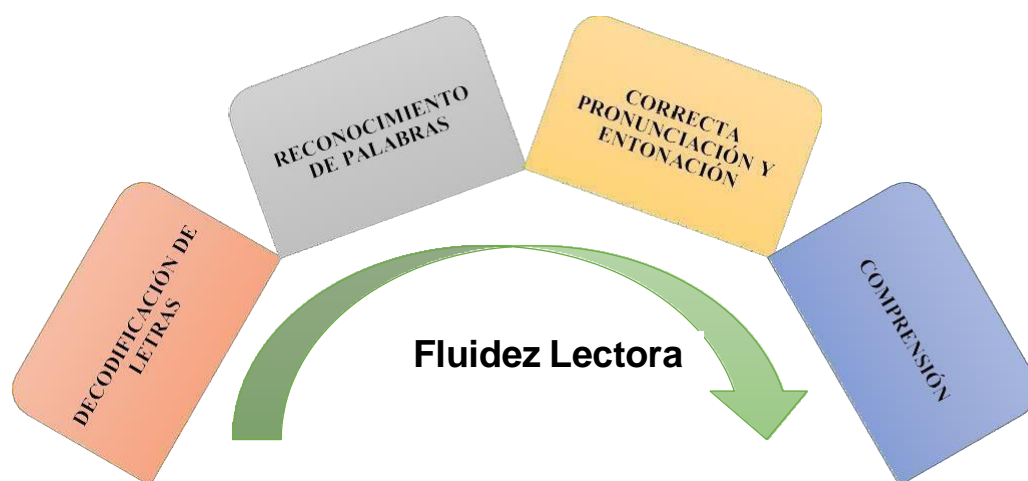 DECODIFICACIÓN DE
LETRAS
RECONOCIMIENTO
DE PALABRAS
CORRECTA
PRONUNCIACIÓN Y
ENTONACIÓN
COMPRENSIÓN
Fluidez Lectora